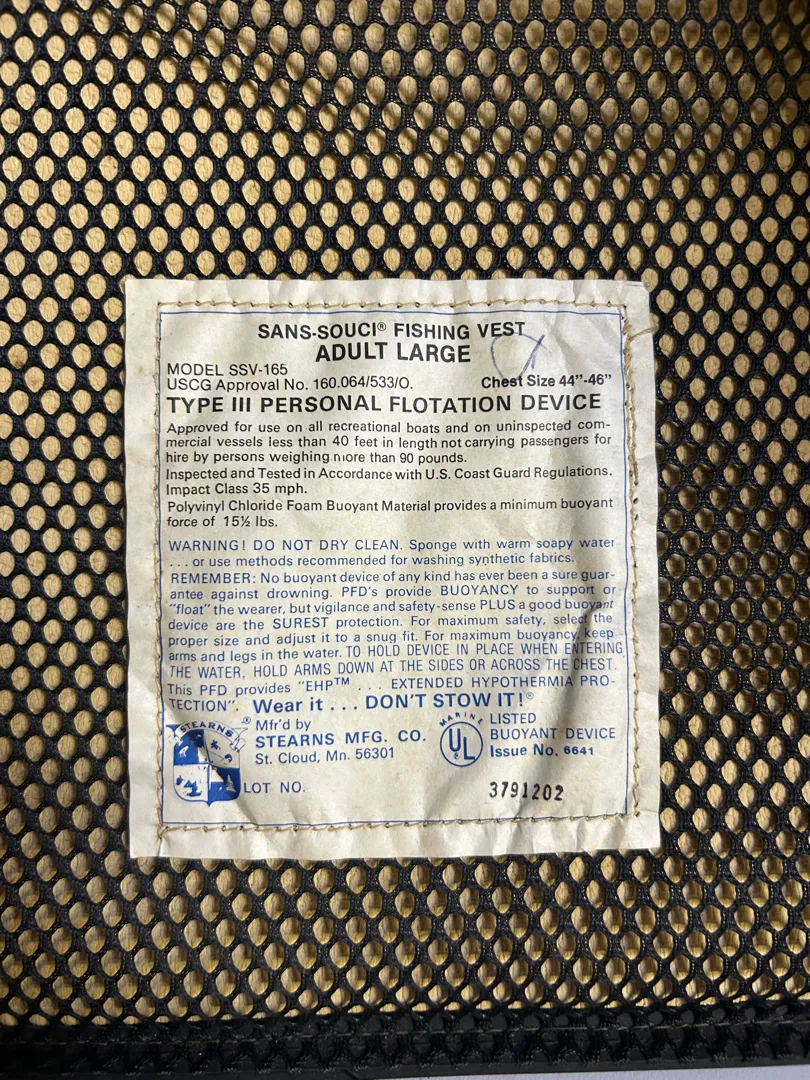 SANS-SOUCI® FISHING VEST
ADULT LARGE
MODEL SSV-165
USCG Approval No. 160.064/533/O.
Chest Size 44”-46”
TYPE III PERSONAL FLOTATION DEVICE
Approved for use on all recreational boats and on uninspected com-
mercial vessels less than 40 feet in length not carrying passengers for
hire by persons weighing more than 90 pounds.
Inspected and Tested in Accordance with U.S. Coast Guard Regulations.
Impact Class 35 mph.
Polyvinyl Chloride Foam Buoyant Material provides a minimum buoyant
force of 15½ lbs.
WARNING! DO NOT DRY CLEAN. Sponge with warm soapy water
. . . or use methods recommended for washing synthetic fabrics.
REMEMBER: No buoyant device of any kind has ever been a sure guar-
antee against drowning. PFD's provide BUOYANCY to support or
"float" the wearer, but vigilance and safety-sense PLUS a good buoyant
device are the SUREST protection. For maximum safety, select the
proper size and adjust it to a snug fit. For maximum buoyancy, keep
arms and legs in the water. TO HOLD DEVICE IN PLACE WHEN ENTERING
THE WATER, HOLD ARMS DOWN AT THE SIDES OR ACROSS THE CHEST.
This PFD provides "EHP™ . . . EXTENDED HYPOTHERMIA PRO-
TECTION". Wear it . . . DON'T STOW IT!®
STEARNS ®
Mfr'd by
STEARNS MFG. CO.
St. Cloud, Mn. 56301
MARINE
UL
LISTED
BUOYANT DEVICE
Issue No. 6641
LOT NO. 3791202